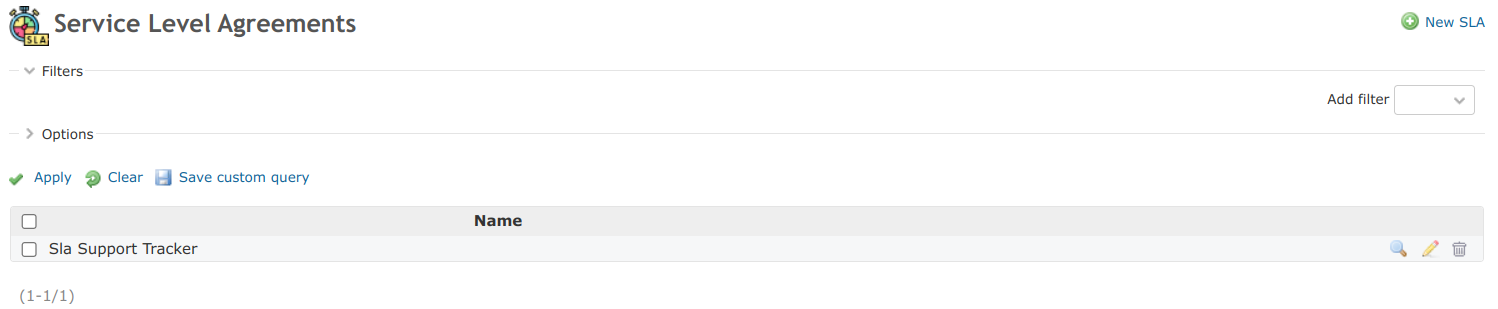 SLA
Service Level Agreements
New SLA
Filters
Add filter
Options
Apply Clear Save custom query
Name
Sla Support Tracker
(1-1/1)